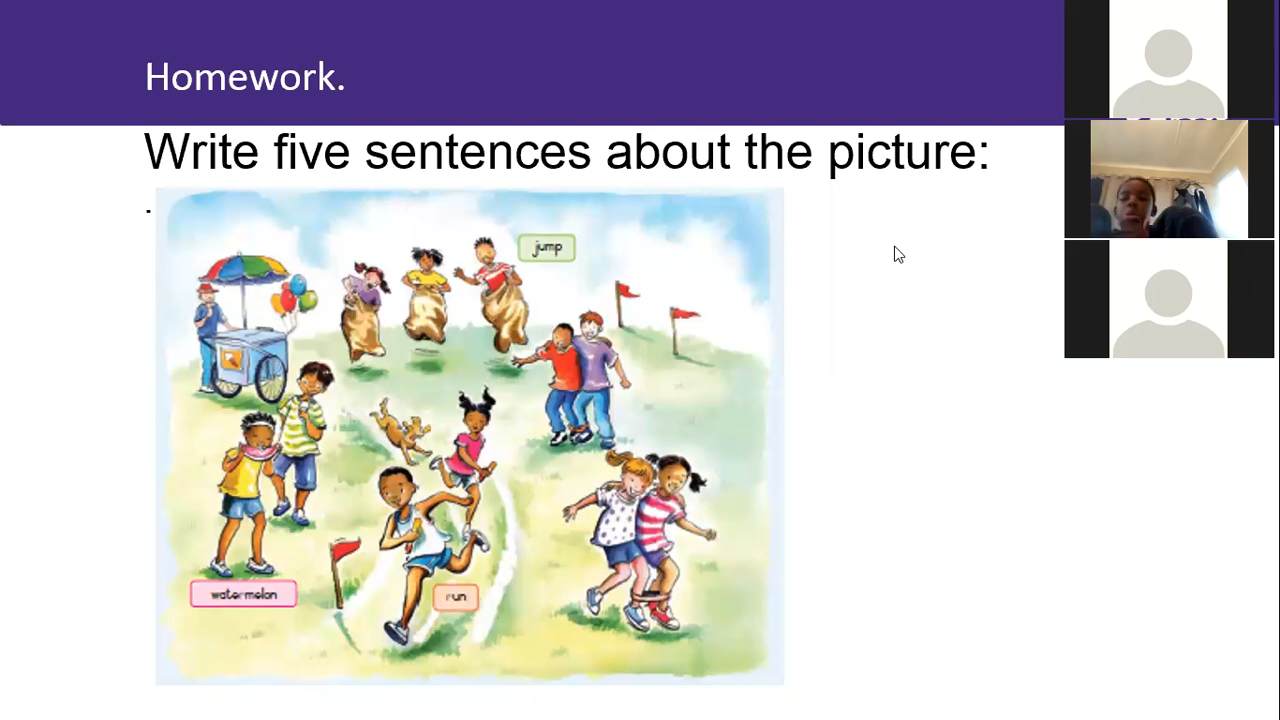 Homework.
Write five sentences about the picture:
.
jump
watermelon
run